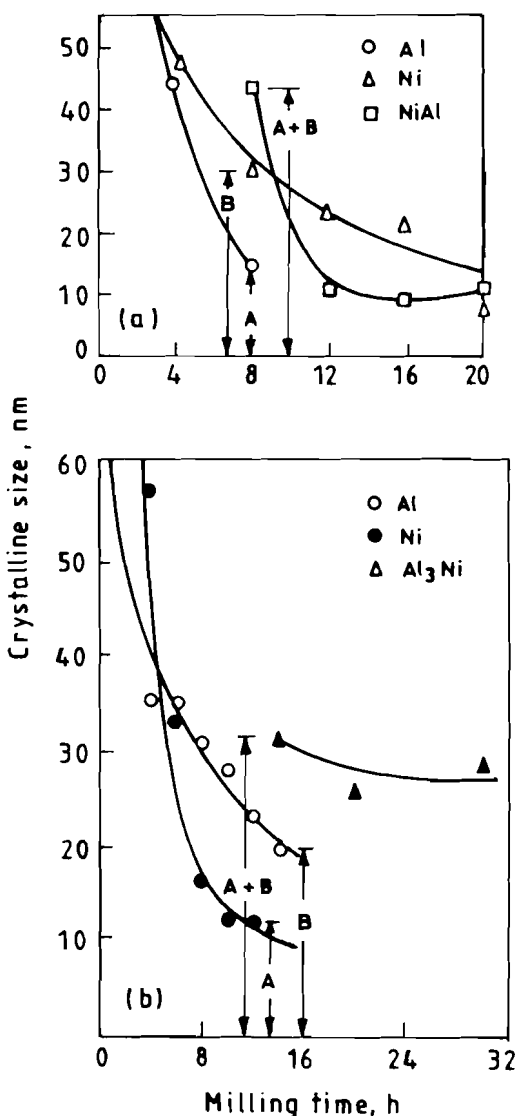 50
40
30
20
10
0
○ Al
△ Ni
□ NiAl
A+B
B
A
(a)
0 4 8 12 16 20
Crystalline size, nm
60
50
40
30
20
10
○ Al
● Ni
▲ Al₃Ni
A+B
B
A
(b)
0 8 16 24 32
Milling time, h